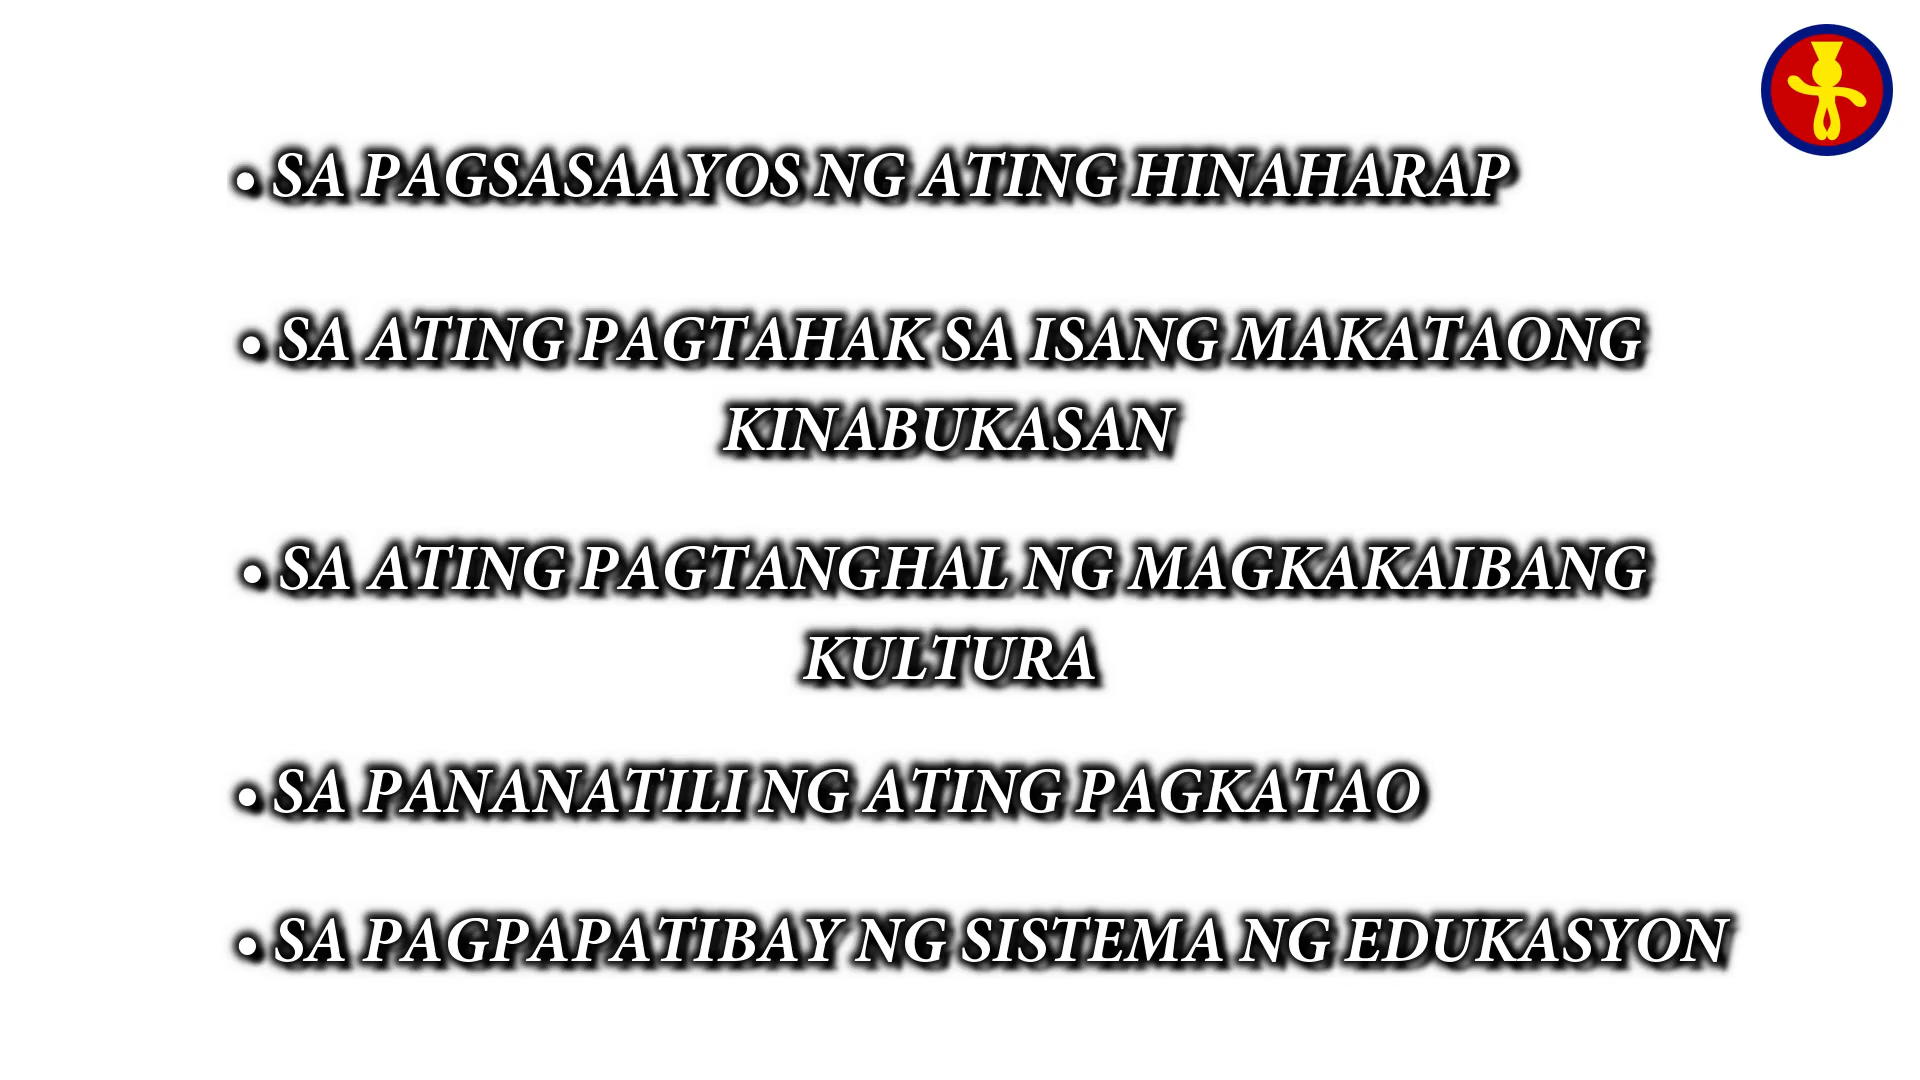 • SA PAGSASAAYOS NG ATING HINAHARAP
• SA ATING PAGTAHAK SA ISANG MAKATAONG
KINABUKASAN
• SA ATING PAGTANGHAL NG MAGKAKAIBANG
KULTURA
• SA PANANATILI NG ATING PAGKATAO
• SA PAGPAPATIBAY NG SISTEMA NG EDUKASYON